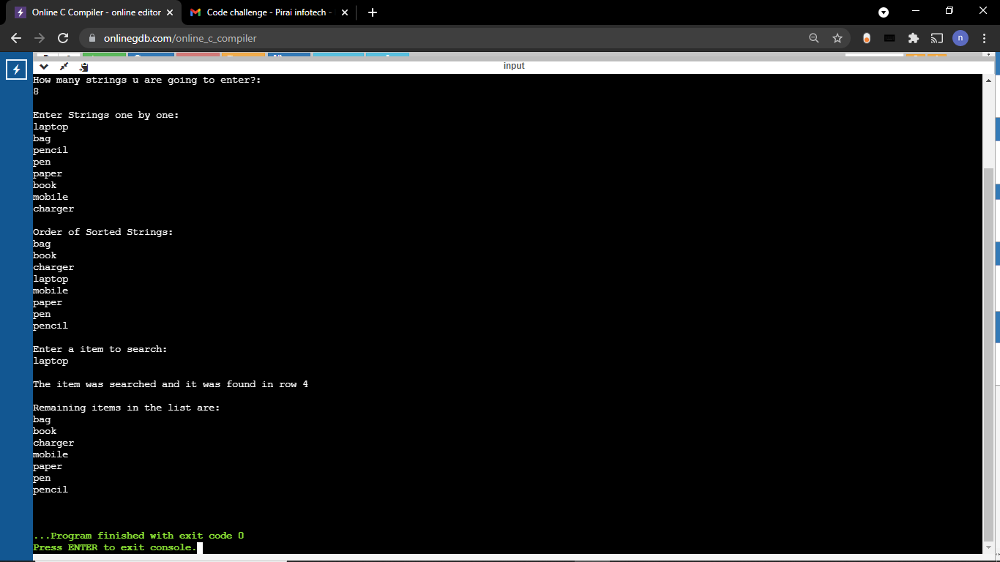 Online C Compiler - online editor
Code challenge - Pirai infotech -
onlinegdb.com/online_c_compiler
n
input
How many strings u are going to enter?:
8
Enter Strings one by one:
laptop
bag
pencil
pen
paper
book
mobile
charger
Order of Sorted Strings:
bag
book
charger
laptop
mobile
paper
pen
pencil
Enter a item to search:
laptop
The item was searched and it was found in row 4
Remaining items in the list are:
bag
book
charger
mobile
paper
pen
pencil
...Program finished with exit code 0
Press ENTER to exit console.